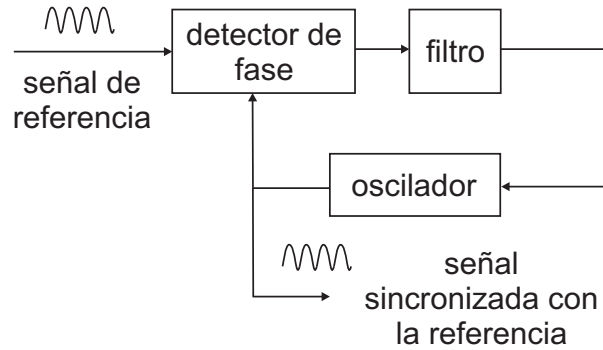 detector de
fase
filtro
señal de
referencia
oscilador
señal
sincronizada con
la referencia